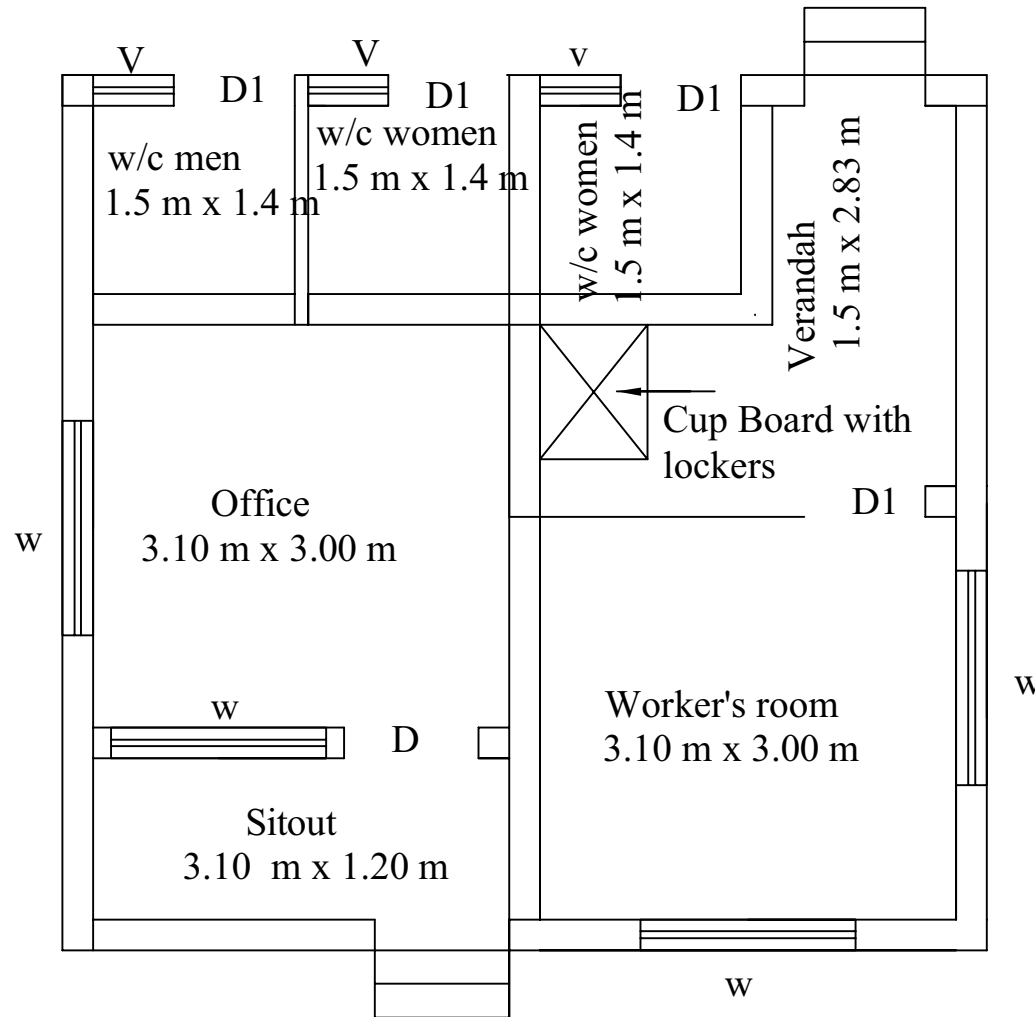 V
D1
V
D1
v
D1
w/c men
1.5 m x 1.4 m
w/c women
1.5 m x 1.4 m
w/c women
1.5 m x 1.4 m
Verandah
1.5 m x 2.83 m
Cup Board with
lockers
D1
Office
3.10 m x 3.00 m
w
w
D
Worker's room
3.10 m x 3.00 m
w
Sitout
3.10 m x 1.20 m
w